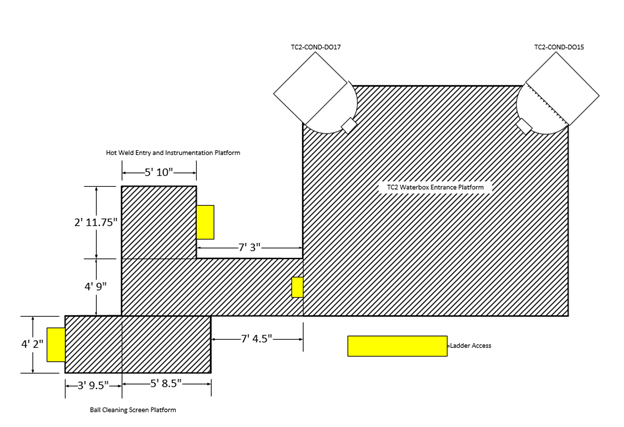 TC2-COND-DO17
TC2-COND-DO15
Hot Weld Entry and Instrumentation Platform
5' 10"
TC2 Waterbox Entrance Platform
2' 11.75"
7' 3"
4' 9"
7' 4.5"
4' 2"
Ladder Access
3' 9.5"
5' 8.5"
Ball Cleaning Screen Platform